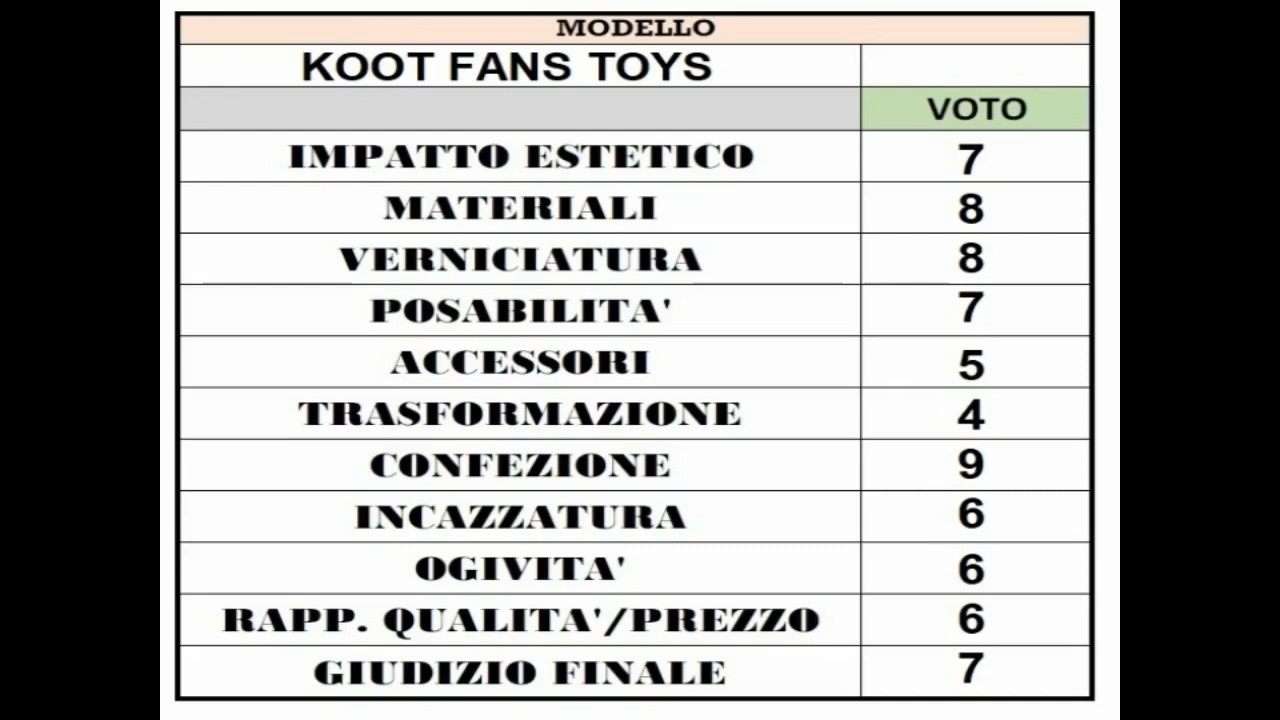 MODELLO
KOOT FANS TOYS
VOTO
IMPATTO ESTETICO 7
MATERIALI 8
VERNICIATURA 8
POSABILITA' 7
ACCESSORI 5
TRASFORMAZIONE 4
CONFEZIONE 9
INCAZZATURA 6
OGIVITA' 6
RAPP. QUALITA'/PREZZO 6
GIUDIZIO FINALE 7